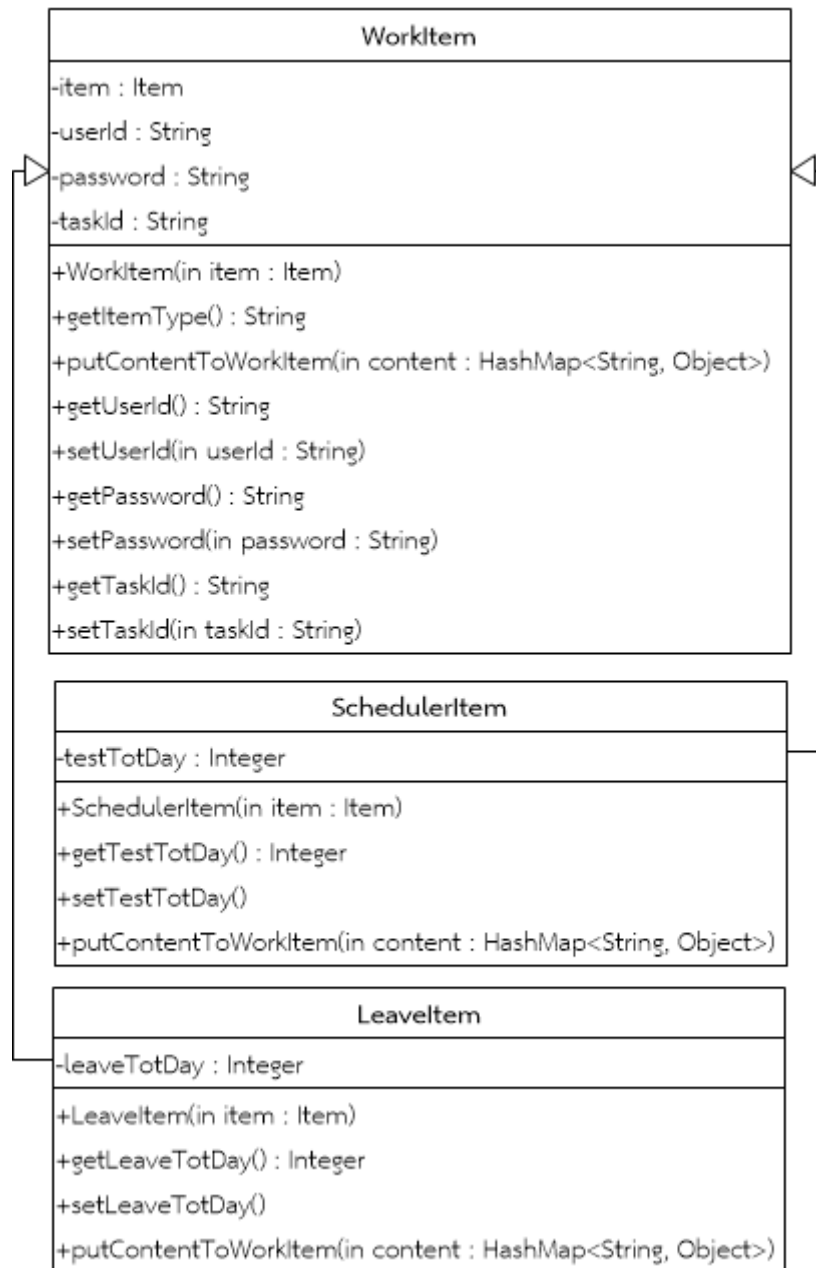 WorkItem
-item : Item
-userId : String
-password : String
-taskId : String
+WorkItem(in item : Item)
+getItemType() : String
+putContentToWorkItem(in content : HashMap<String, Object>)
+getUserId() : String
+setUserId(in userId : String)
+getPassword() : String
+setPassword(in password : String)
+getTaskId() : String
+setTaskId(in taskId : String)
SchedulerItem
-testTotDay : Integer
+SchedulerItem(in item : Item)
+getTestTotDay() : Integer
+setTestTotDay()
+putContentToWorkItem(in content : HashMap<String, Object>)
LeaveItem
-leaveTotDay : Integer
+LeaveItem(in item : Item)
+getLeaveTotDay() : Integer
+setLeaveTotDay()
+putContentToWorkItem(in content : HashMap<String, Object>)